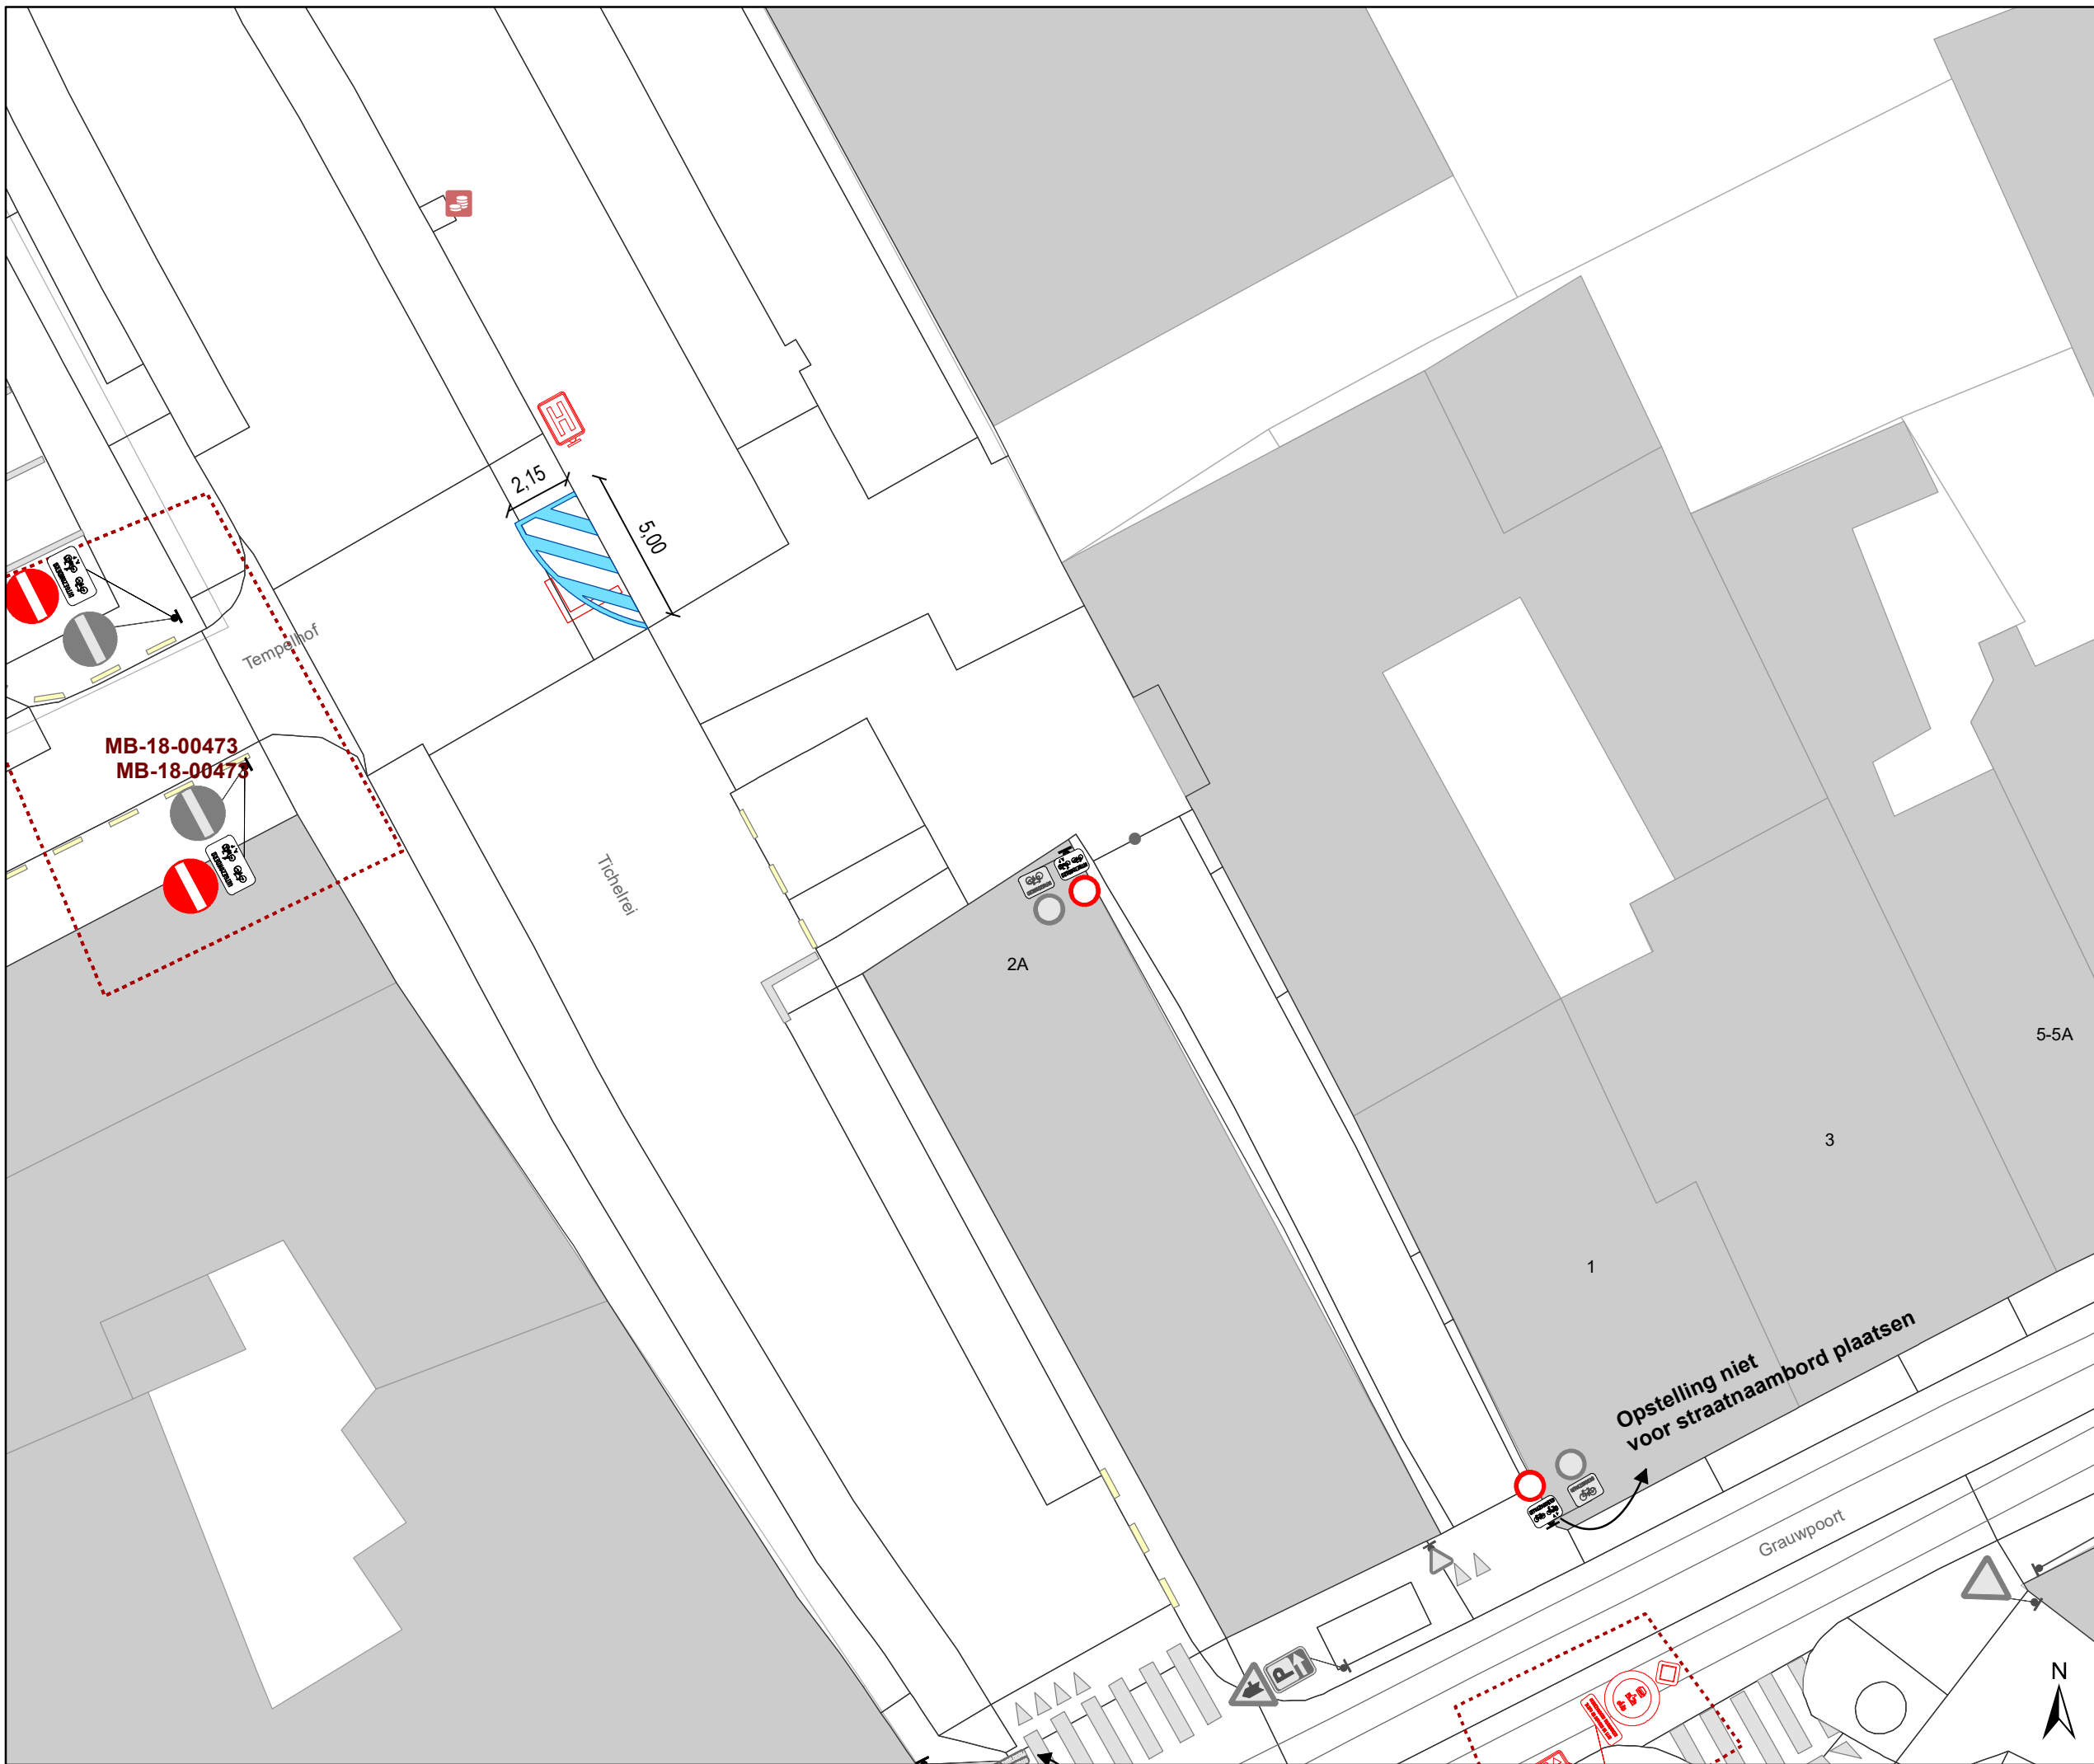 2,15
5,00
Tempelhof
MB-18-00473
MB-18-00473
Tichelrei
2A
5-5A
3
1
Opstelling niet
voor straatnaambord plaatsen
Grauwpoort
P
N